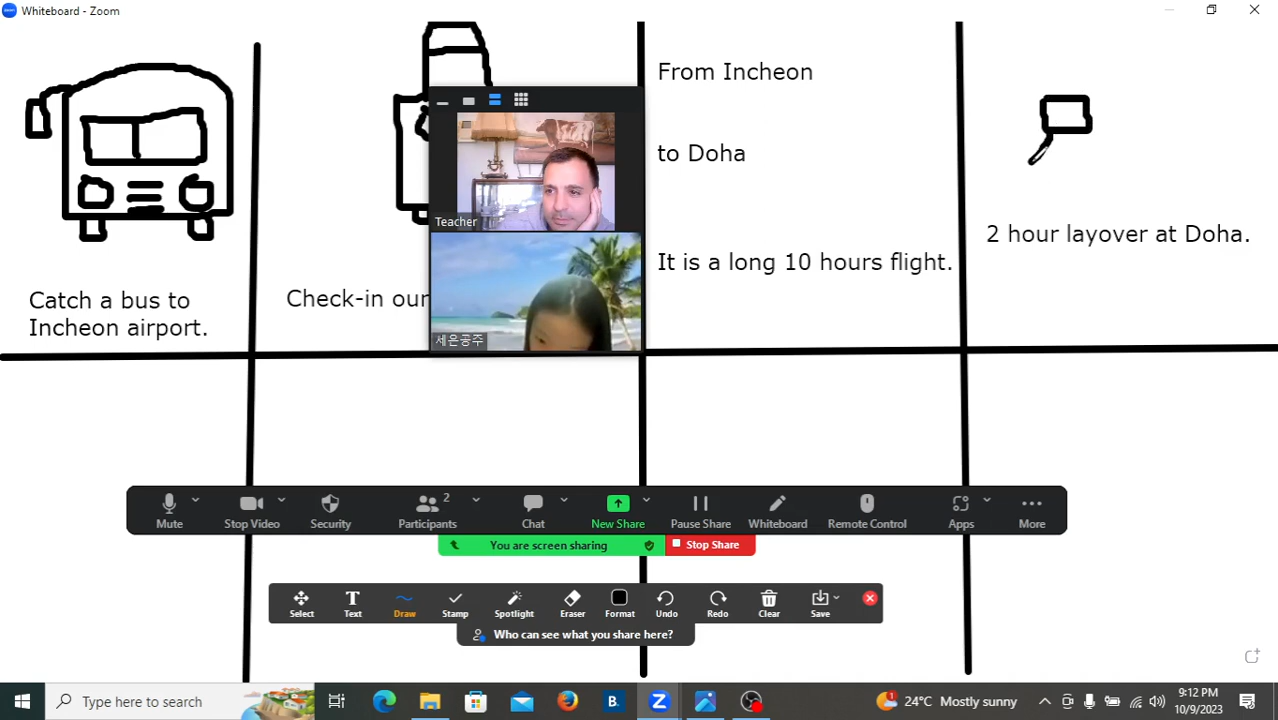 Whiteboard - Zoom
From Incheon
to Doha
It is a long 10 hours flight.
2 hour layover at Doha.
Catch a bus to
Incheon airport.
Check-in our
Teacher
세은공주
Mute
Stop Video
Security
2
Participants
Chat
New Share
Pause Share
Whiteboard
Remote Control
Apps
More
You are screen sharing
Stop Share
Select
Text
Draw
Stamp
Spotlight
Eraser
Format
Undo
Redo
Clear
Save
Who can see what you share here?
Type here to search
B.
1
24°C Mostly sunny
9:12 PM
10/9/2023